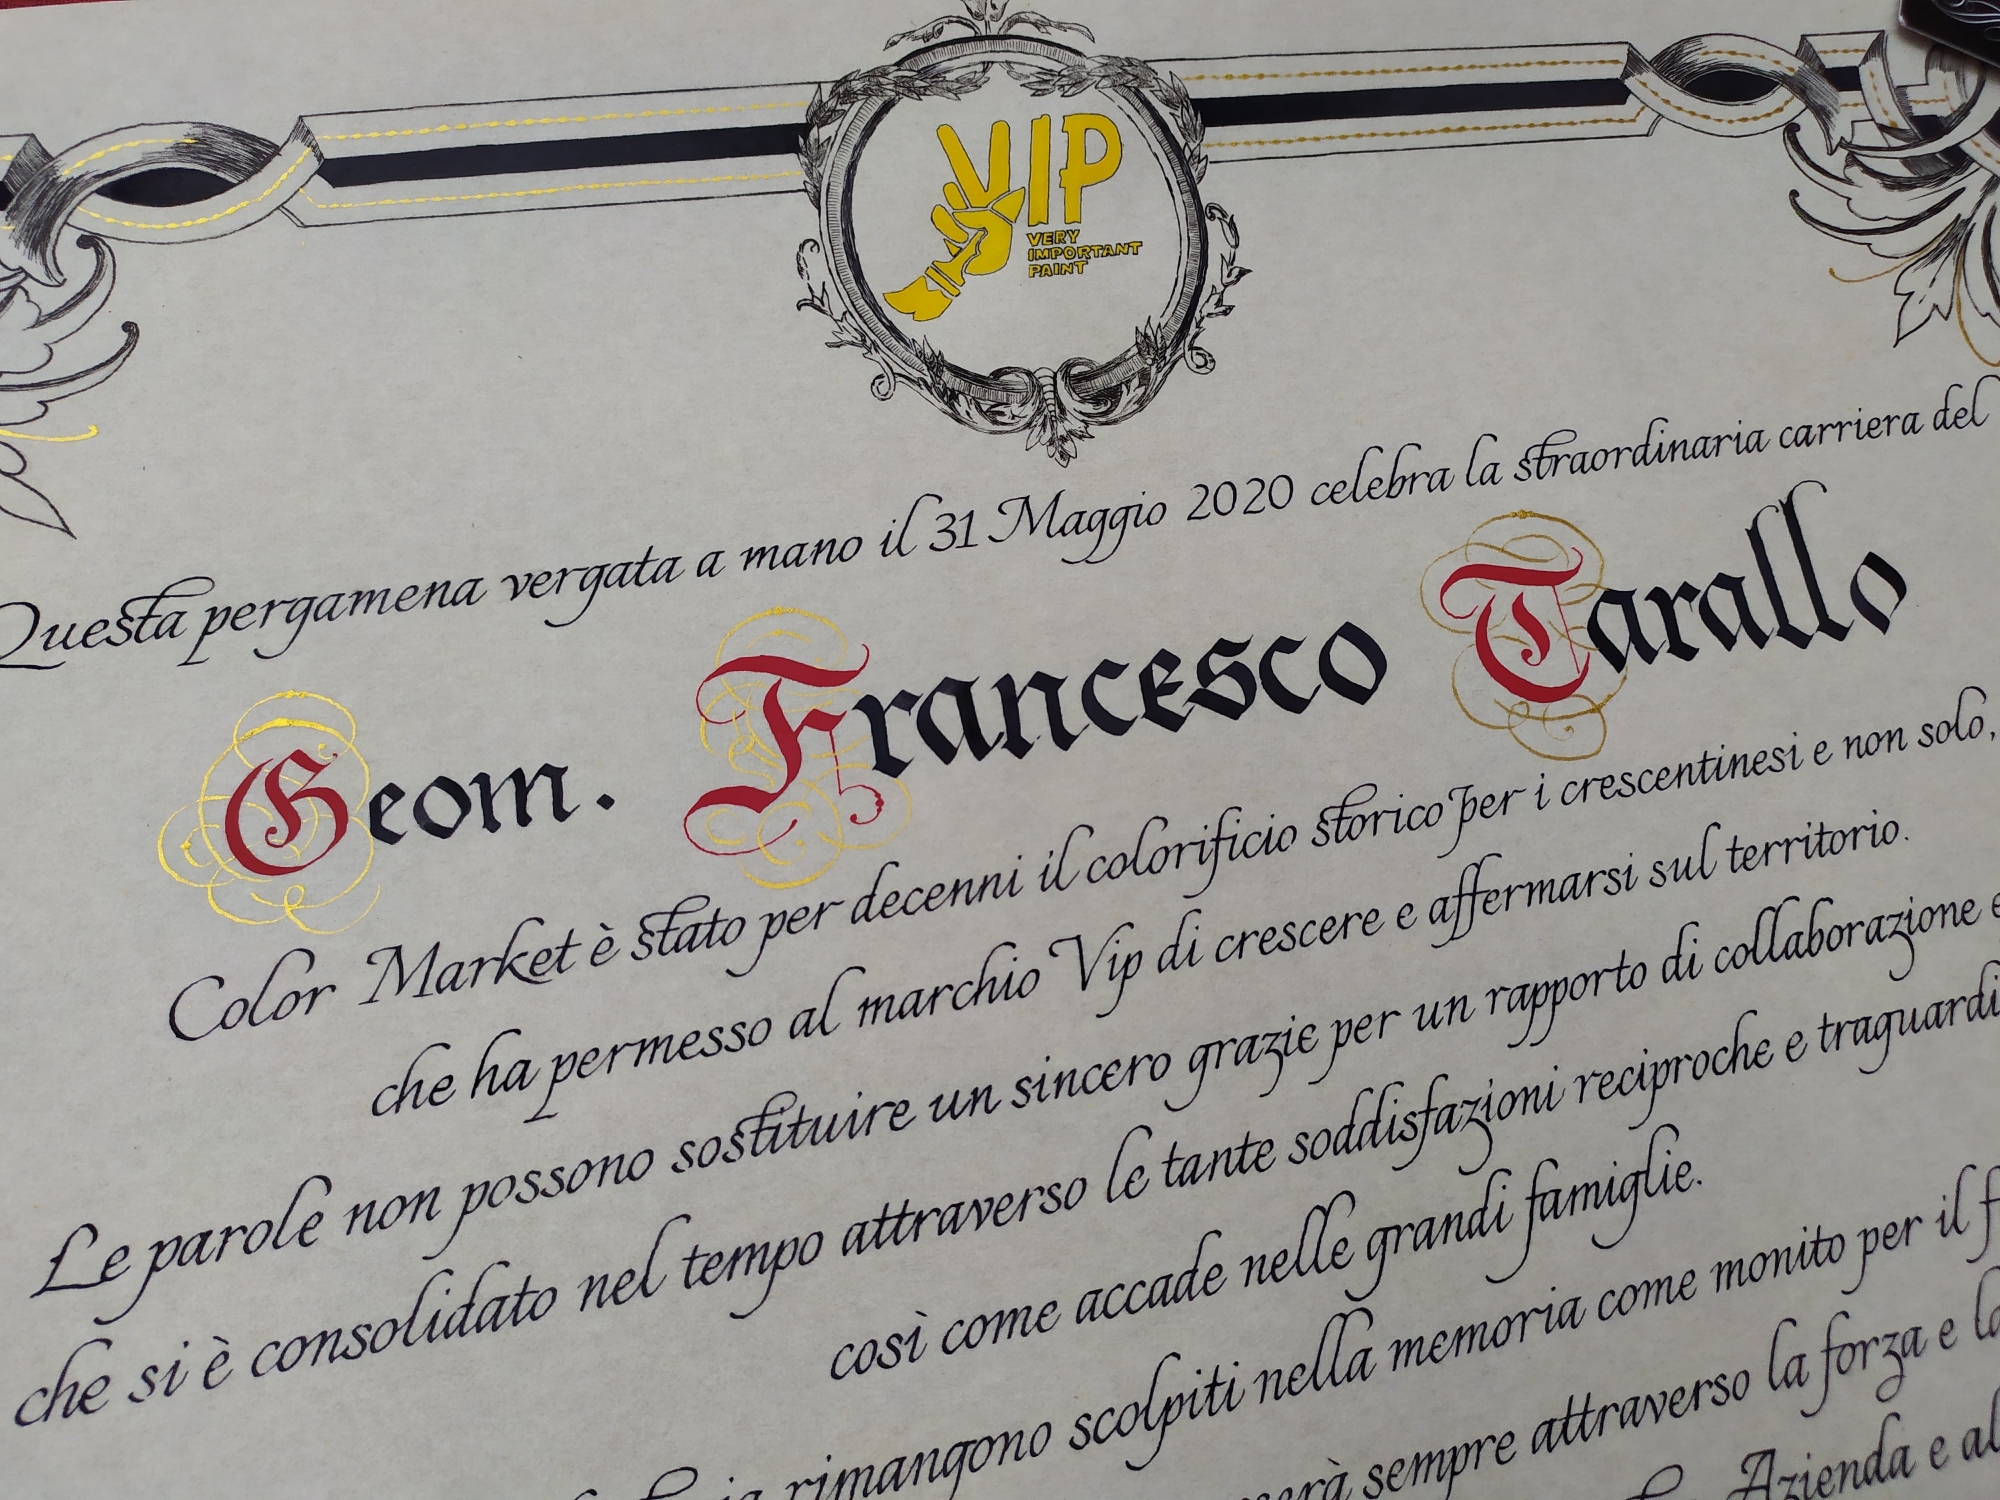 VIP
VERY
IMPORTANT
PAINT
Questa pergamena vergata a mano il 31 Maggio 2020 celebra la straordinaria carriera del
Geom. Francesco Tarallo
Color Market è stato per decenni il colorificio storico per i crescentinesi e non solo,
che ha permesso al marchio Vip di crescere e affermarsi sul territorio.
Le parole non possono sostituire un sincero grazie per un rapporto di collaborazione e
che si è consolidato nel tempo attraverso le tante soddisfazioni reciproche e traguardi
così come accade nelle grandi famiglie.
rimangono scolpiti nella memoria come monito per il
sempre attraverso la forza e
Azienda e